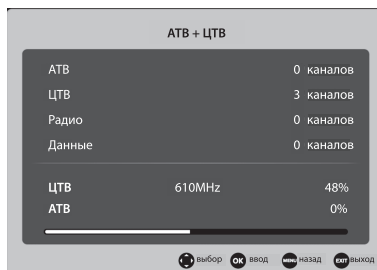 АТВ + ЦТВ
АТВ 0 каналов
ЦТВ 3 каналов
Радио 0 каналов
Данные 0 каналов
ЦТВ 610MHz 48%
АТВ 0%
выбор OK ввод MENU назад EXIT выход